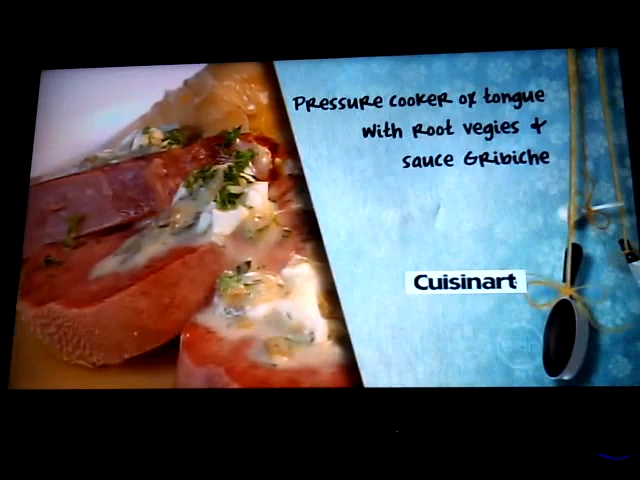 Pressure cooker ox tongue
with root vegies +
sauce Gribiche
Cuisinart